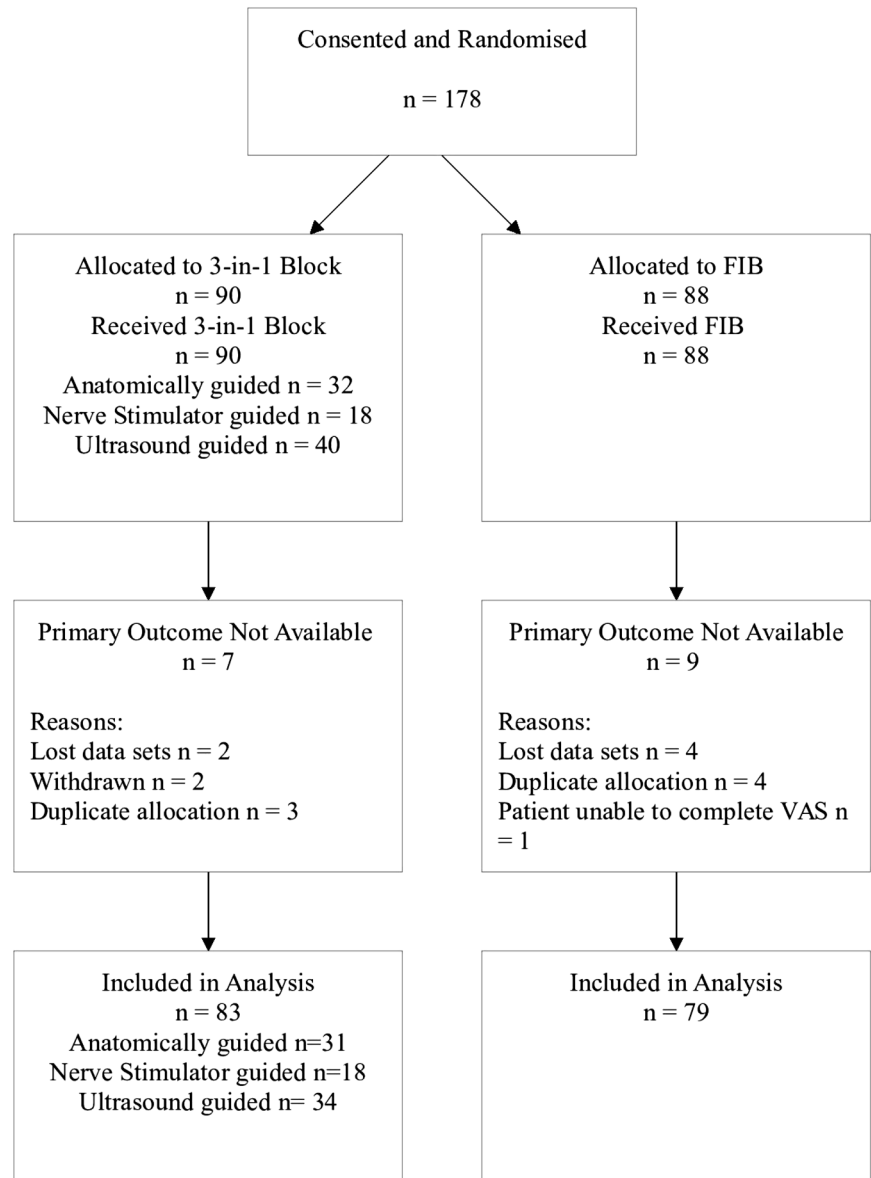 Consented and Randomised
n = 178
Allocated to 3-in-1 Block
n = 90
Received 3-in-1 Block
n = 90
Anatomically guided n = 32
Nerve Stimulator guided n = 18
Ultrasound guided n = 40
Allocated to FIB
n = 88
Received FIB
n = 88
Primary Outcome Not Available
n = 7
Reasons:
Lost data sets n = 2
Withdrawn n = 2
Duplicate allocation n = 3
Primary Outcome Not Available
n = 9
Reasons:
Lost data sets n = 4
Duplicate allocation n = 4
Patient unable to complete VAS n
= 1
Included in Analysis
n = 83
Anatomically guided n=31
Nerve Stimulator guided n=18
Ultrasound guided n= 34
Included in Analysis
n = 79